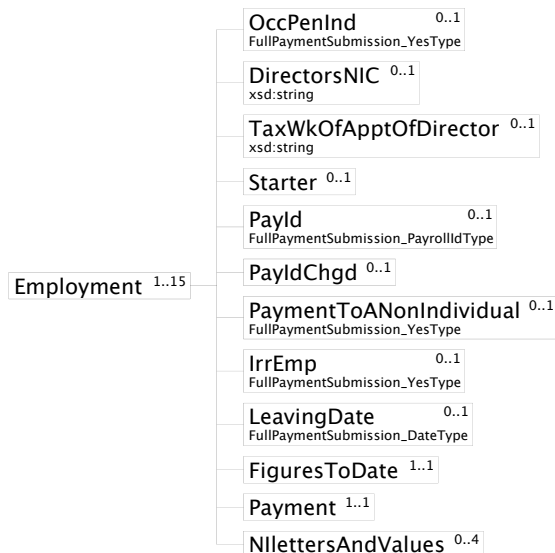 OccPenInd 0..1
FullPaymentSubmission_YesType
DirectorsNIC 0..1
xsd:string
TaxWkOfApptOfDirector 0..1
xsd:string
Starter 0..1
PayId 0..1
FullPaymentSubmission_PayrollIdType
Employment 1..15
PayIdChgd 0..1
PaymentToANonIndividual 0..1
FullPaymentSubmission_YesType
IrrEmp 0..1
FullPaymentSubmission_YesType
LeavingDate 0..1
FullPaymentSubmission_DateType
FiguresToDate 1..1
Payment 1..1
NIlettersAndValues 0..4